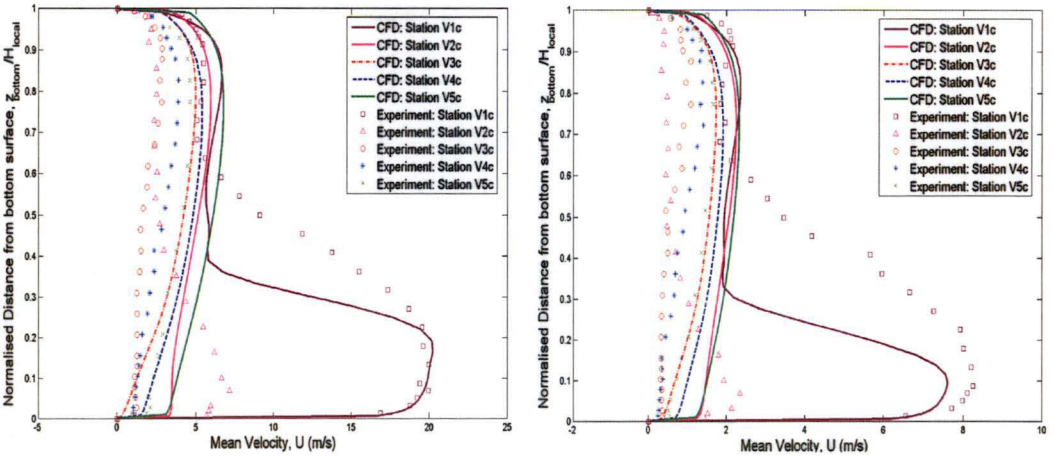 Normalised Distance from bottom surface, z_bottom/H_local
1
0.9
0.8
0.7
0.6
0.5
0.4
0.3
0.2
0.1
0
-5
0
5
10
15
20
25
Mean Velocity, U (m/s)
CFD: Station V1c
CFD: Station V2c
CFD: Station V3c
CFD: Station V4c
CFD: Station V5c
Experiment: Station V1c
Experiment: Station V2c
Experiment: Station V3c
Experiment: Station V4c
Experiment: Station V5c
Normalised Distance from bottom surface, z_bottom/H_local
1
0.9
0.8
0.7
0.6
0.5
0.4
0.3
0.2
0.1
0
-2
0
2
4
6
8
10
Mean Velocity, U (m/s)
CFD: Station V1c
CFD: Station V2c
CFD: Station V3c
CFD: Station V4c
CFD: Station V5c
Experiment: Station V1c
Experiment: Station V2c
Experiment: Station V3c
Experiment: Station V4c
Experiment: Station V5c